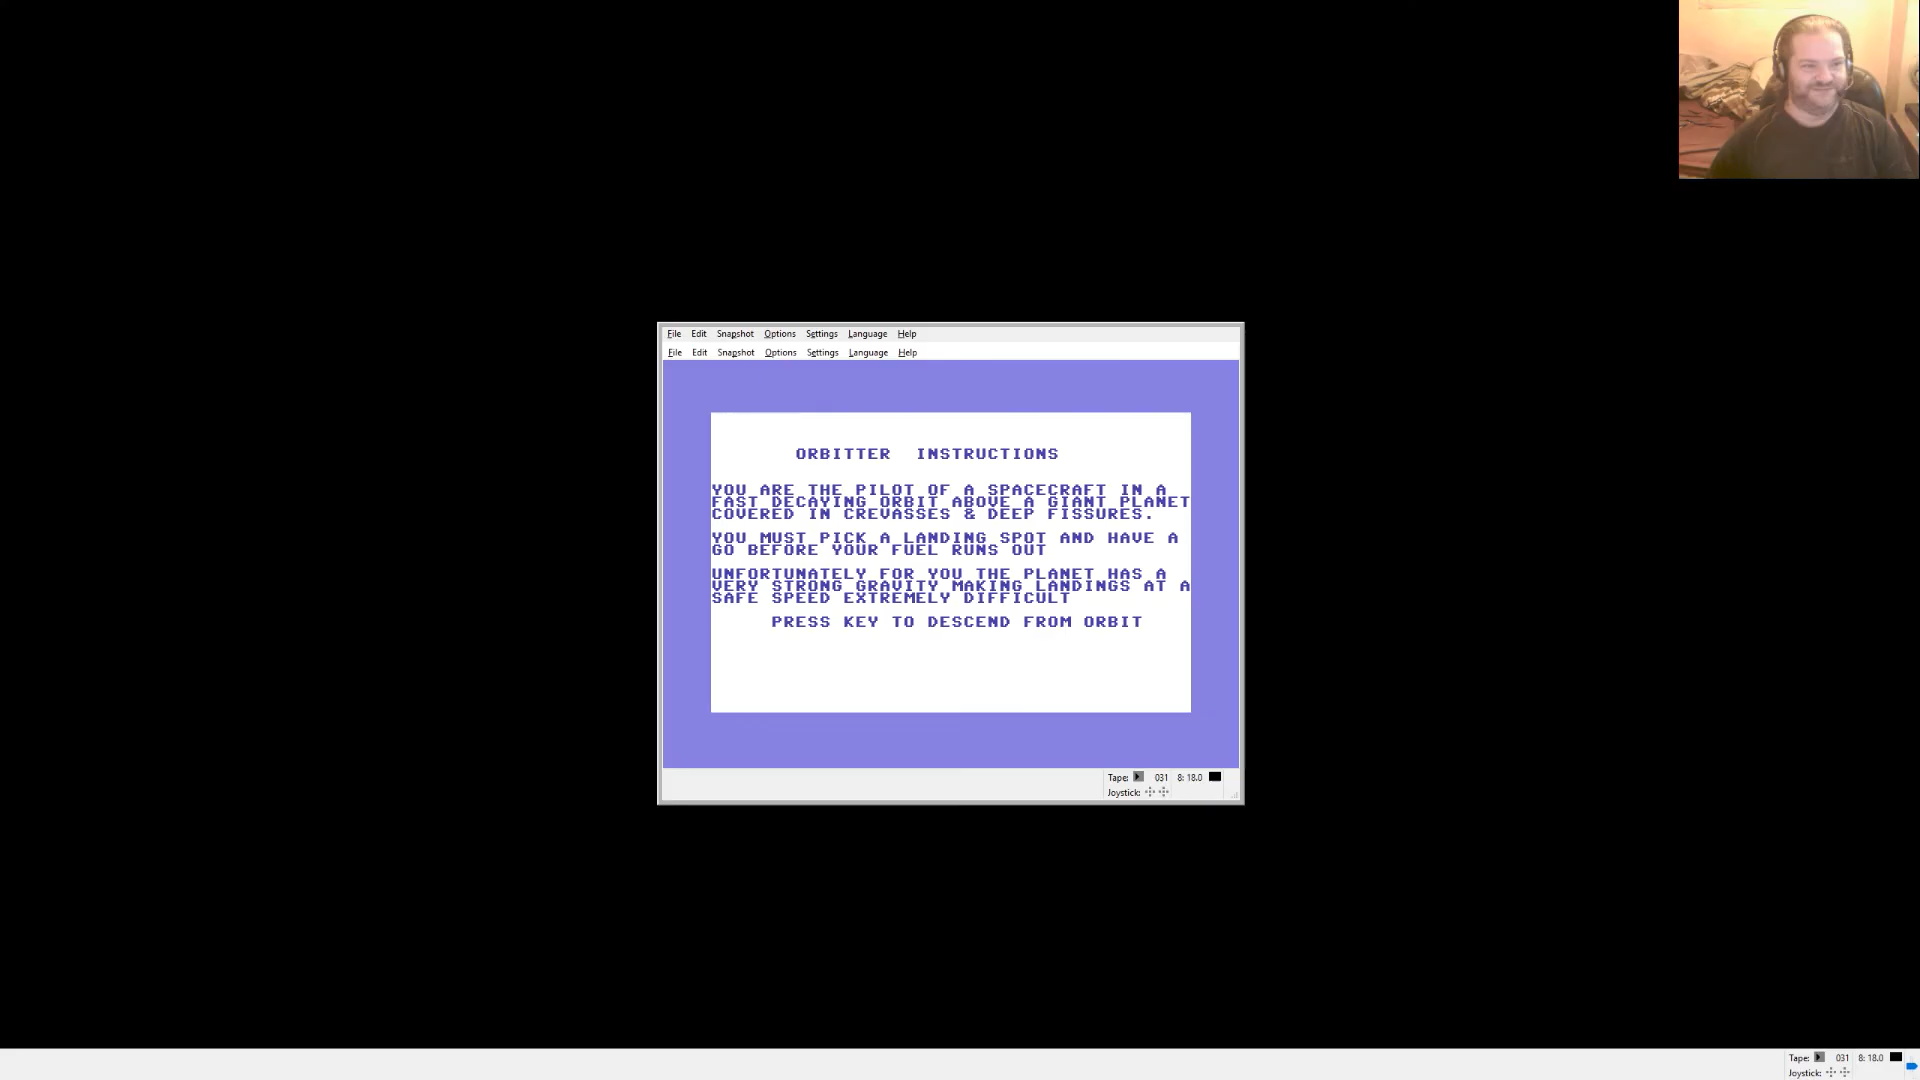 File Edit Snapshot Options Settings Language Help
File Edit Snapshot Options Settings Language Help
ORBITTER INSTRUCTIONS
YOU ARE THE PILOT OF A SPACECRAFT IN A
FAST DECAYING ORBIT ABOVE A GIANT PLANET
COVERED IN CREVASSES & DEEP FISSURES.
YOU MUST PICK A LANDING SPOT AND HAVE A
GO BEFORE YOUR FUEL RUNS OUT
UNFORTUNATELY FOR YOU THE PLANET HAS A
VERY STRONG GRAVITY MAKING LANDINGS AT A
SAFE SPEED EXTREMELY DIFFICULT
PRESS KEY TO DESCEND FROM ORBIT
Tape: 031 8: 18.0
Joystick:
Tape: 031 8: 18.0
Joystick: